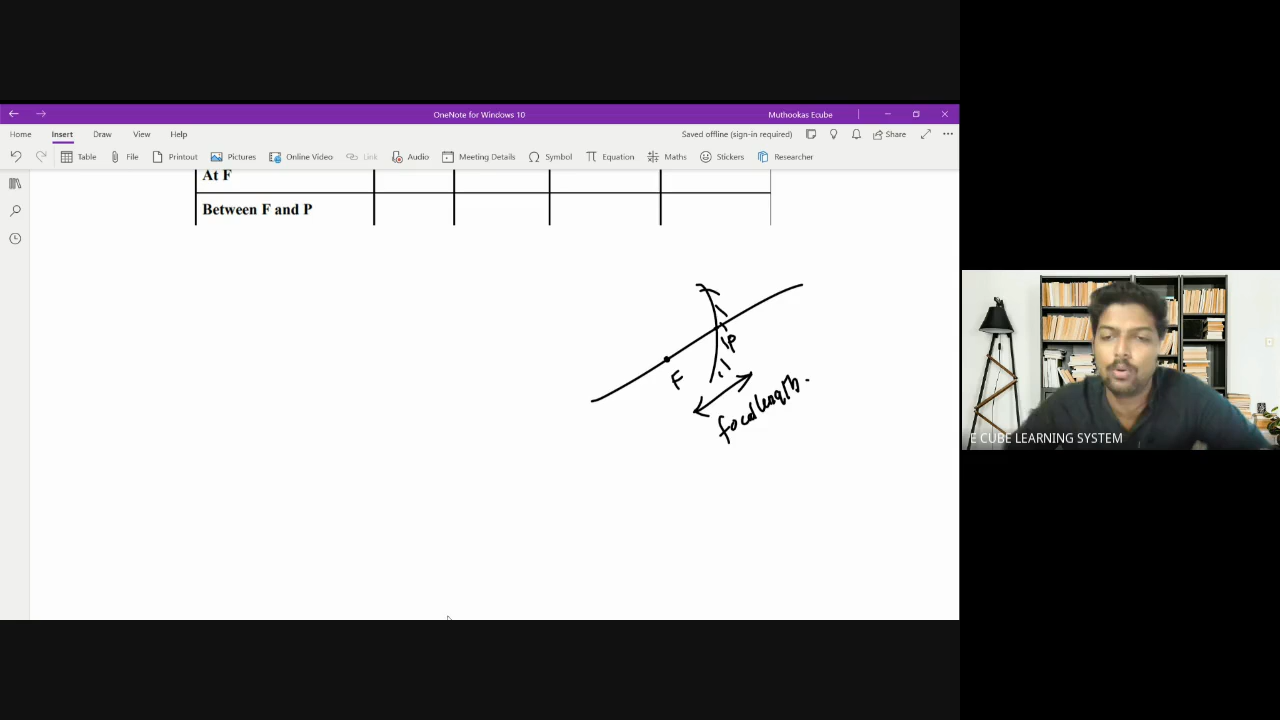 OneNote for Windows 10
Muthookas Ecube
Home Insert Draw View Help
Saved offline (sign-in required)
Share
Table File Printout Pictures Online Video Link Audio Meeting Details Symbol Equation Maths Stickers Researcher
At F
Between F and P
P
F
focal length.
E CUBE LEARNING SYSTEM